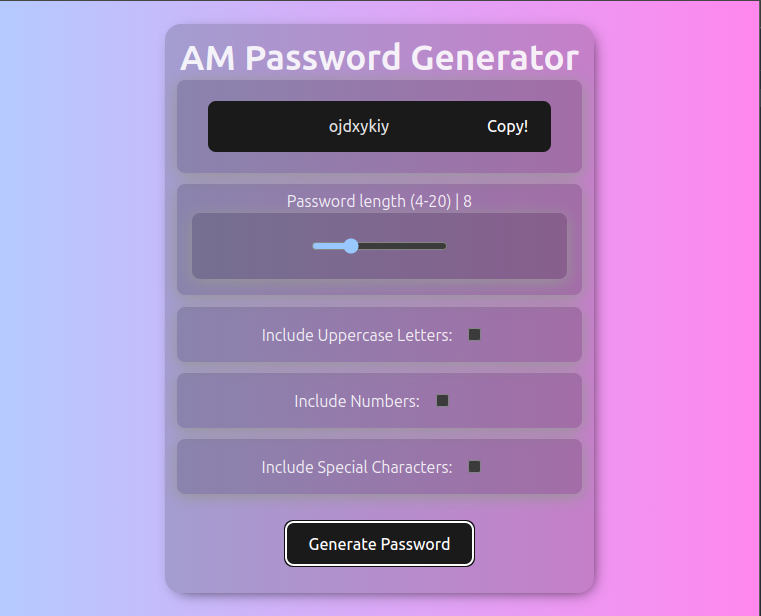 AM Password Generator
ojdxykiy Copy!
Password length (4-20) | 8
Include Uppercase Letters:
Include Numbers:
Include Special Characters:
Generate Password